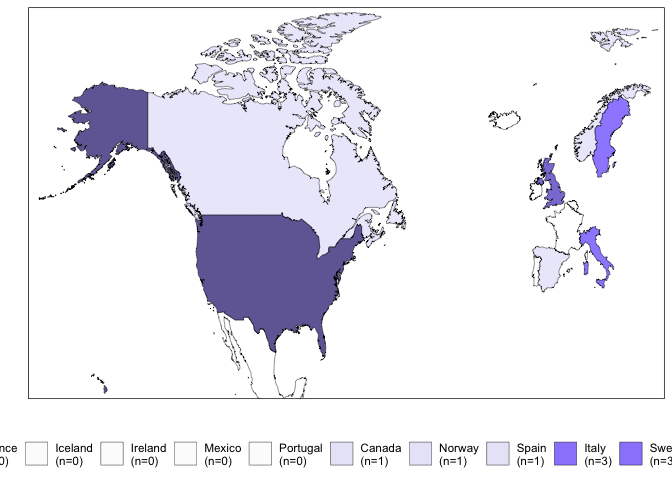 nce Iceland Ireland Mexico Portugal Canada Norway Spain Italy Swe
0) (n=0) (n=0) (n=0) (n=0) (n=1) (n=1) (n=1) (n=3) (n=3